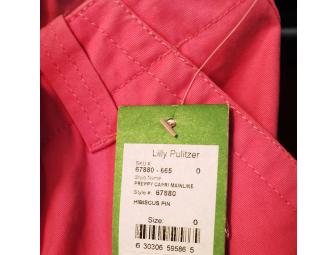 Lilly Pulitzer
SKU #
67880 - 665 0
Style Name
PREPPY CAPRI MAINLINE
Style #: 67880
HIBISCUS PIN
Size: 0
6 30306 59586 5